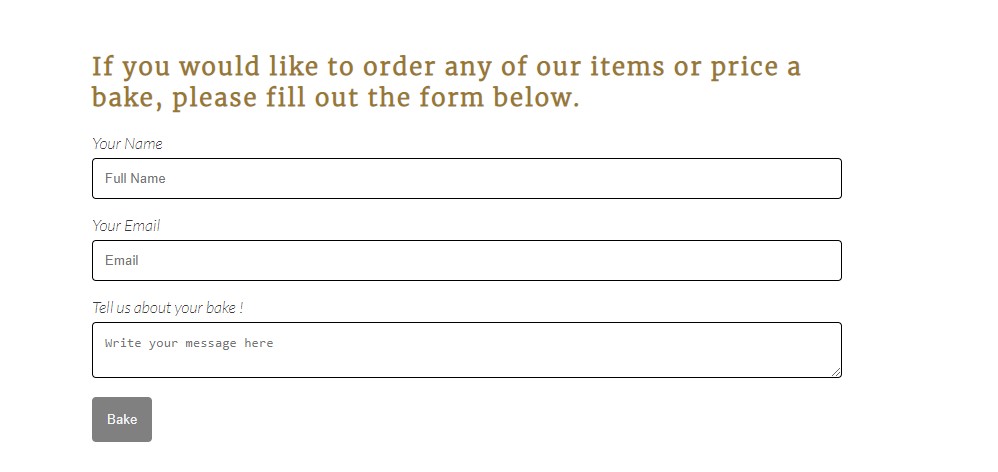 If you would like to order any of our items or price a
bake, please fill out the form below.
Your Name
Full Name
Your Email
Email
Tell us about your bake !
Write your message here
Bake